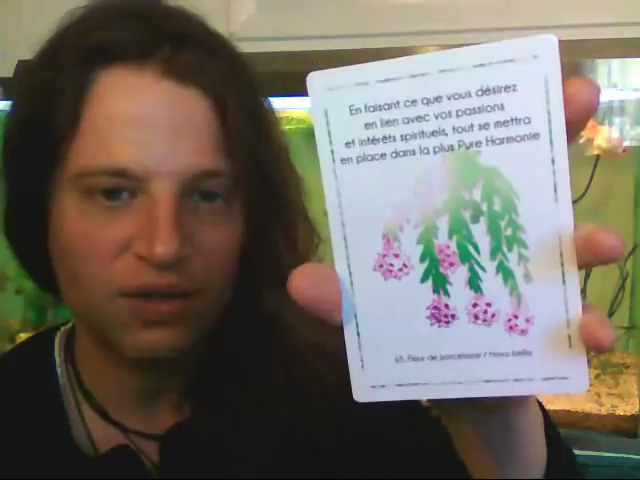 En faisant ce que vous désirez
en lien avec vos passions
et intérêts spirituels, tout se mettra
en place dans la plus Pure Harmonie
65. Fleur de porcelaine / Hoya bella